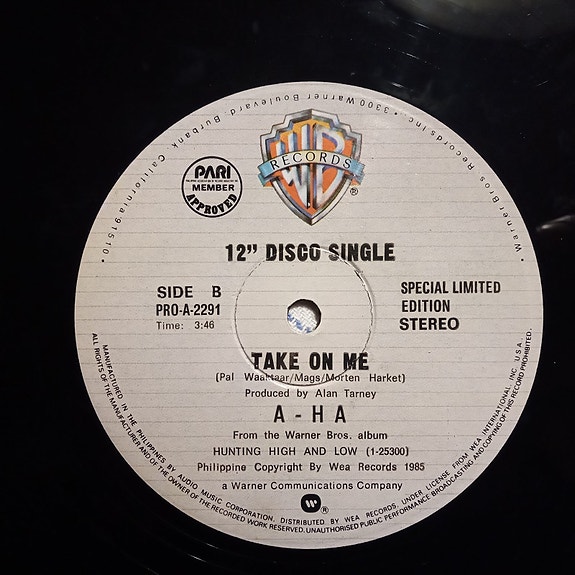 3300 Warner Boulevard, Burbank, California 91510 •
Warner Bros Records Inc. •
WB
RECORDS
®
PARI
MEMBER
APPROVED
12" DISCO SINGLE
SIDE B
PRO-A-2291
Time: 3:46
SPECIAL LIMITED
EDITION
STEREO
TAKE ON ME
(Pal Waaktaar/Mags/Morten Harket)
Produced by Alan Tarney
A-HA
From the Warner Bros. album
HUNTING HIGH AND LOW (1-25300)
Philippine Copyright By Wea Records 1985
a Warner Communications Company
®
MANUFACTURED IN THE PHILIPPINES BY AUDIO MUSIC CORPORATION. DISTRIBUTED BY WEA RECORDS. UNDER LICENSE FROM WEA INTERNATIONAL INC. U.S.A.
ALL RIGHTS OF THE MANUFACTURED AND OF THE OWNER OF THE RECORDED WORK RESERVED. UNAUTHORISED PUBLIC PERFORMANCE BROADCASTING AND COPYING OF THIS RECORD PROHIBITED.